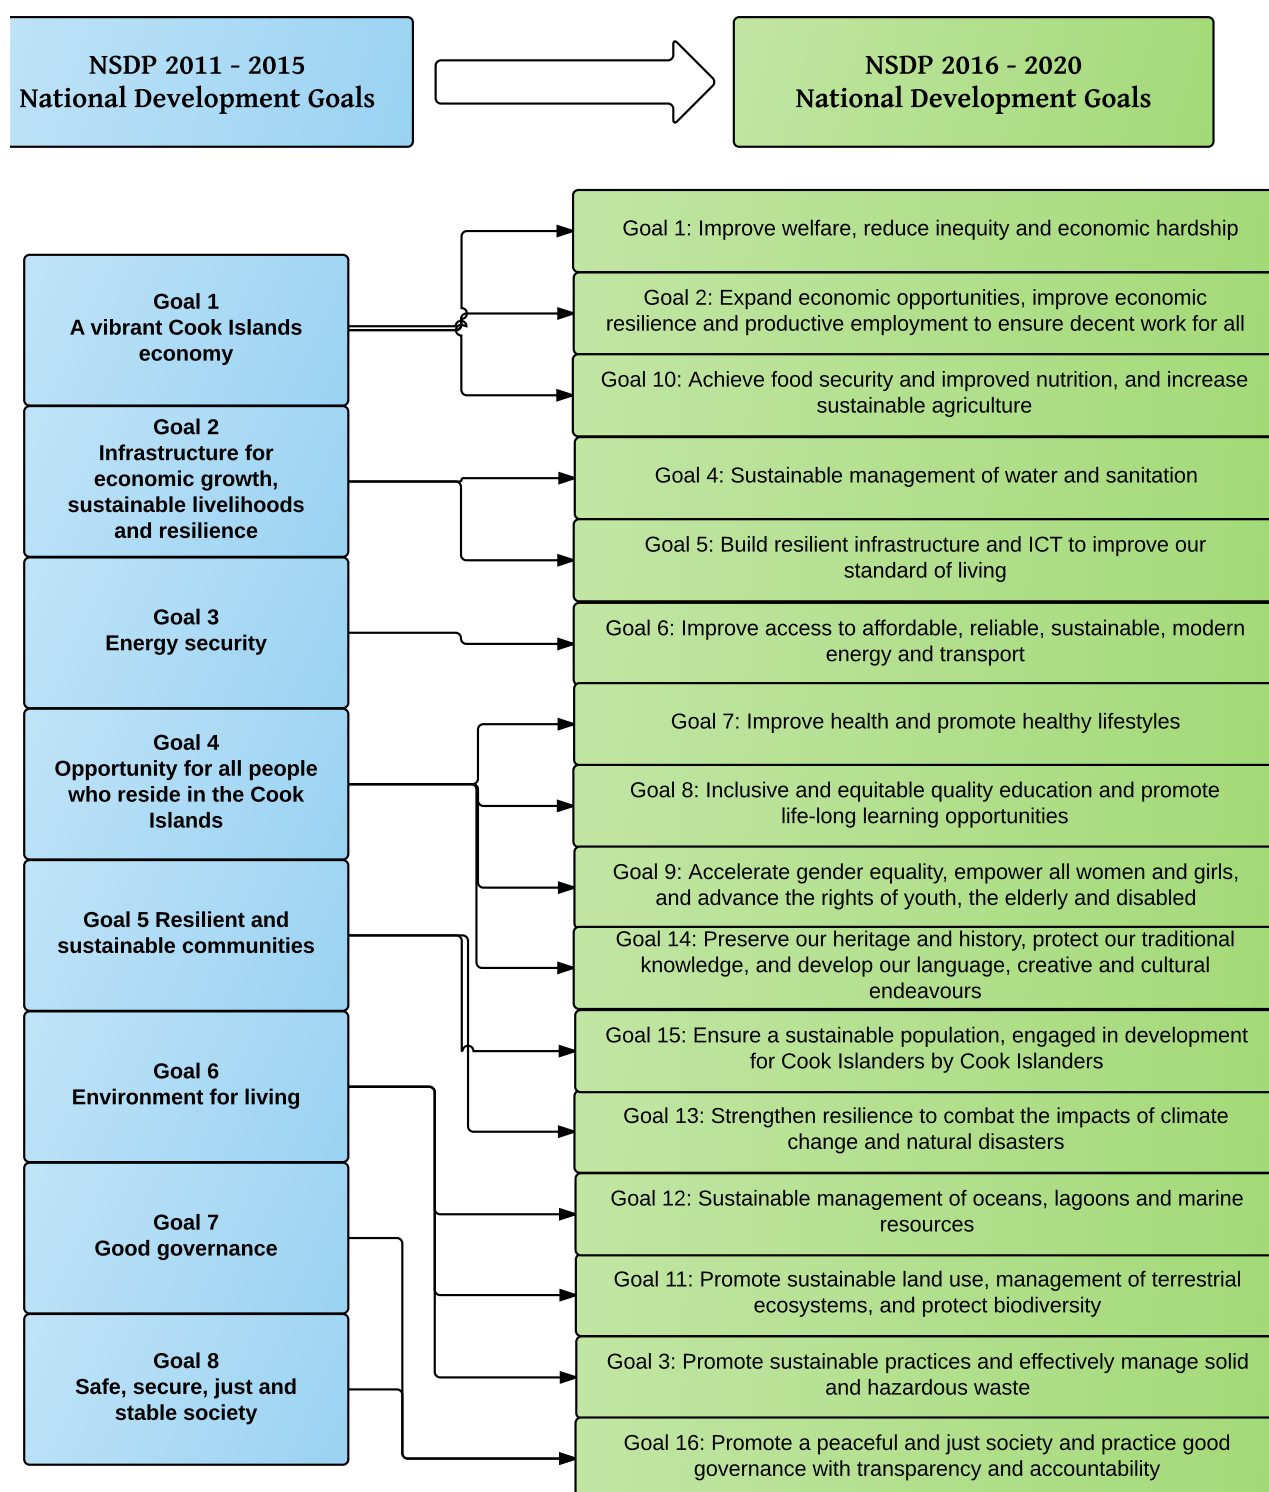 NSDP 2011 - 2015
National Development Goals
NSDP 2016 - 2020
National Development Goals
Goal 1
A vibrant Cook Islands
economy
Goal 2
Infrastructure for
economic growth,
sustainable livelihoods
and resilience
Goal 3
Energy security
Goal 4
Opportunity for all people
who reside in the Cook
Islands
Goal 5 Resilient and
sustainable communities
Goal 6
Environment for living
Goal 7
Good governance
Goal 8
Safe, secure, just and
stable society
Goal 1: Improve welfare, reduce inequity and economic hardship
Goal 2: Expand economic opportunities, improve economic
resilience and productive employment to ensure decent work for all
Goal 10: Achieve food security and improved nutrition, and increase
sustainable agriculture
Goal 4: Sustainable management of water and sanitation
Goal 5: Build resilient infrastructure and ICT to improve our
standard of living
Goal 6: Improve access to affordable, reliable, sustainable, modern
energy and transport
Goal 7: Improve health and promote healthy lifestyles
Goal 8: Inclusive and equitable quality education and promote
life-long learning opportunities
Goal 9: Accelerate gender equality, empower all women and girls,
and advance the rights of youth, the elderly and disabled
Goal 14: Preserve our heritage and history, protect our traditional
knowledge, and develop our language, creative and cultural
endeavours
Goal 15: Ensure a sustainable population, engaged in development
for Cook Islanders by Cook Islanders
Goal 13: Strengthen resilience to combat the impacts of climate
change and natural disasters
Goal 12: Sustainable management of oceans, lagoons and marine
resources
Goal 11: Promote sustainable land use, management of terrestrial
ecosystems, and protect biodiversity
Goal 3: Promote sustainable practices and effectively manage solid
and hazardous waste
Goal 16: Promote a peaceful and just society and practice good
governance with transparency and accountability